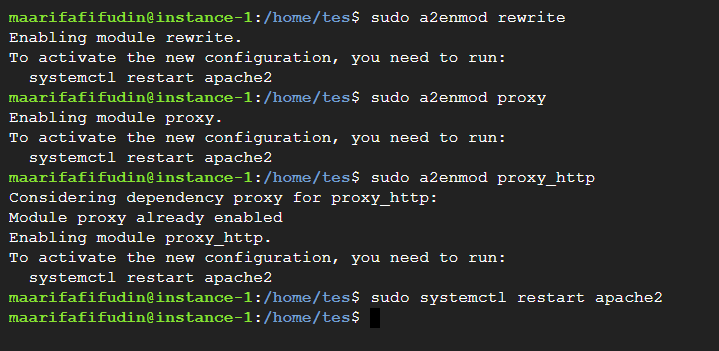 maarifafifudin@instance-1:/home/tes$ sudo a2enmod rewrite
Enabling module rewrite.
To activate the new configuration, you need to run:
  systemctl restart apache2
maarifafifudin@instance-1:/home/tes$ sudo a2enmod proxy
Enabling module proxy.
To activate the new configuration, you need to run:
  systemctl restart apache2
maarifafifudin@instance-1:/home/tes$ sudo a2enmod proxy_http
Considering dependency proxy for proxy_http:
Module proxy already enabled
Enabling module proxy_http.
To activate the new configuration, you need to run:
  systemctl restart apache2
maarifafifudin@instance-1:/home/tes$ sudo systemctl restart apache2
maarifafifudin@instance-1:/home/tes$